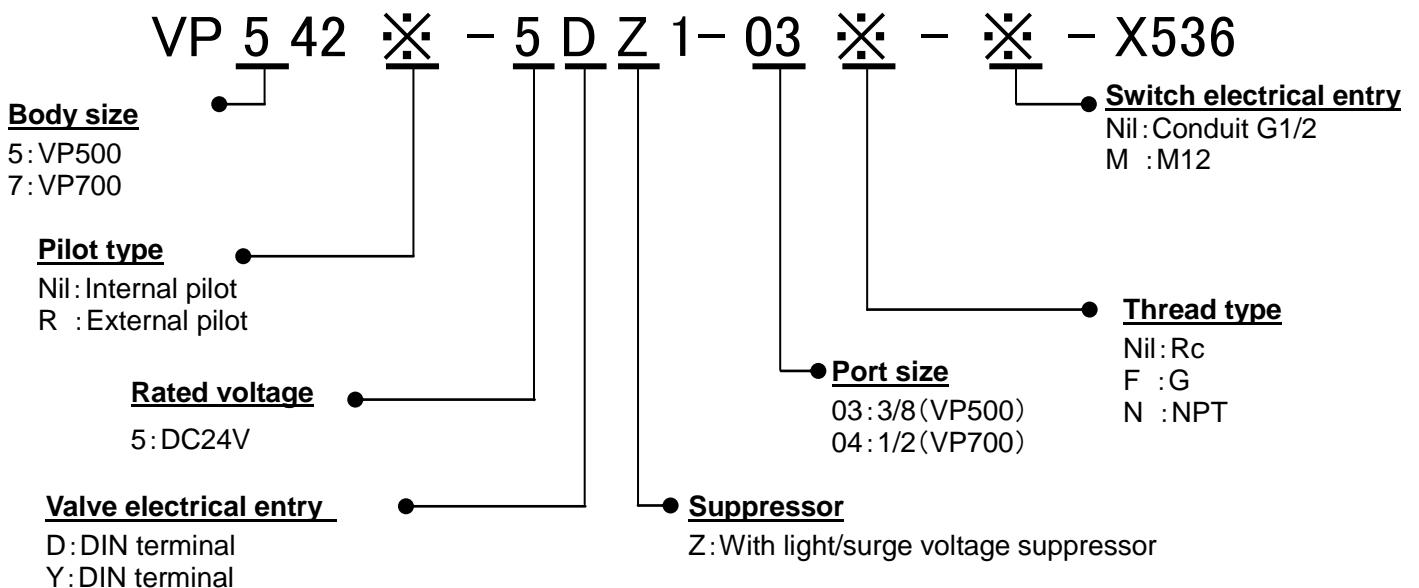 VP 5 42 ※ - 5 D Z 1- 03 ※ - ※ - X536
Body size
5:VP500
7:VP700
Switch electrical entry
Nil:Conduit G1/2
M :M12
Pilot type
Nil:Internal pilot
R :External pilot
Thread type
Nil:Rc
F :G
N :NPT
Rated voltage
5:DC24V
Port size
03:3/8(VP500)
04:1/2(VP700)
Valve electrical entry
D:DIN terminal
Y:DIN terminal
Suppressor
Z:With light/surge voltage suppressor